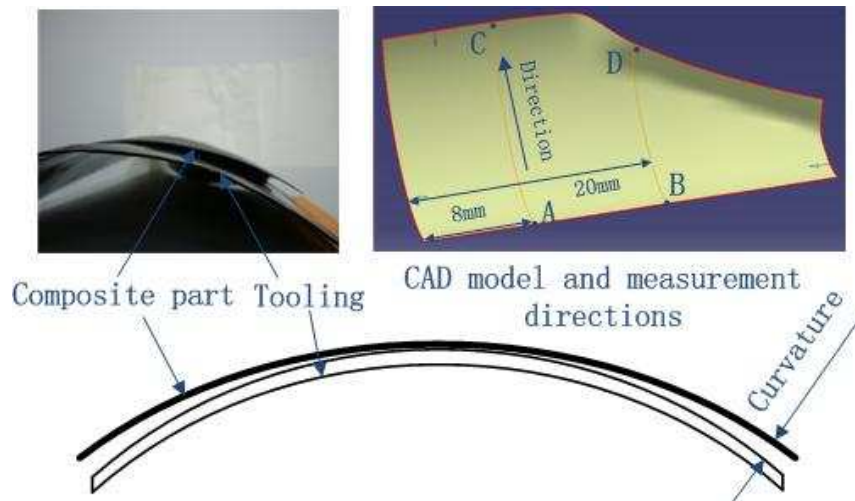 C
D
Direction
20mm
B
8mm
A
Composite part Tooling
CAD model and measurement
directions
Curvature